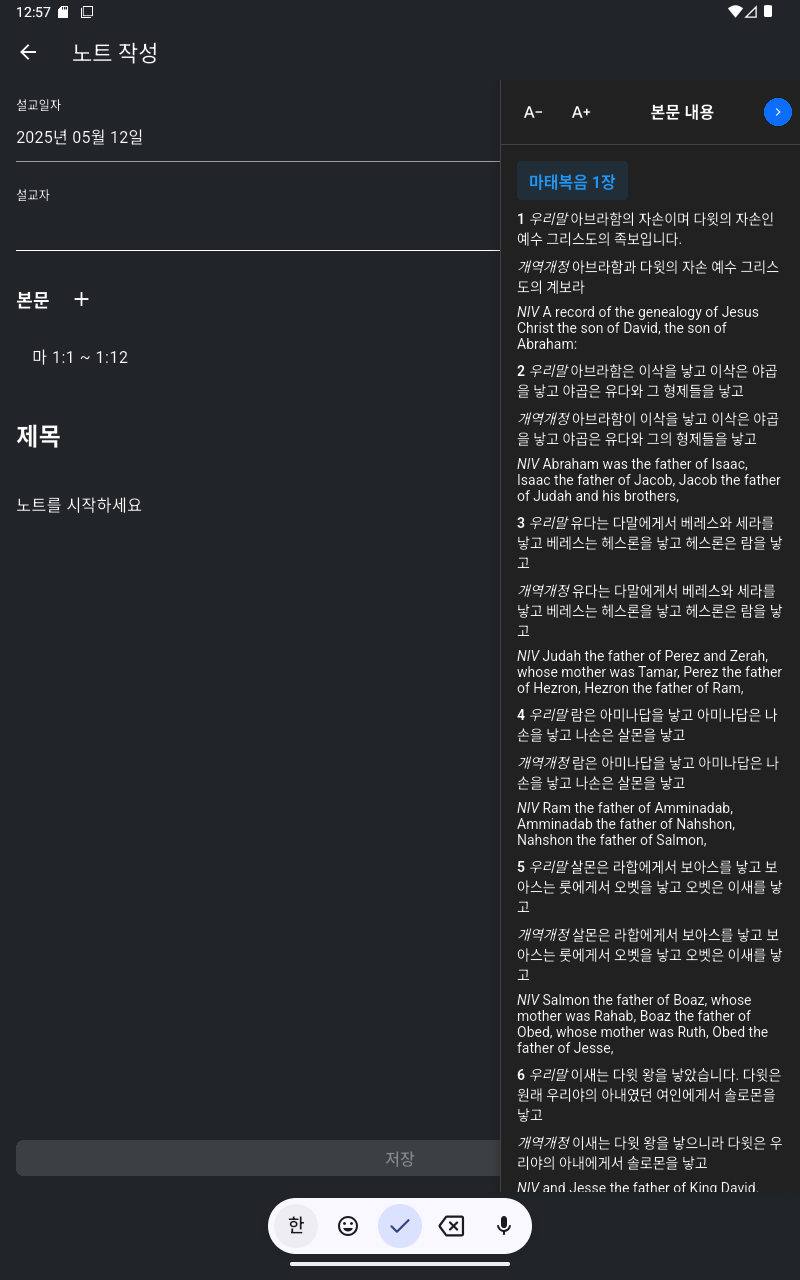 12:57
노트 작성
설교일자
2025년 05월 12일
설교자
본문 +
마 1:1 ~ 1:12
제목
노트를 시작하세요
저장
A- A+ 본문 내용
마태복음 1장
1 우리말 아브라함의 자손이며 다윗의 자손인
예수 그리스도의 족보입니다.
개역개정 아브라함과 다윗의 자손 예수 그리스
도의 계보라
NIV A record of the genealogy of Jesus
Christ the son of David, the son of
Abraham:
2 우리말 아브라함은 이삭을 낳고 이삭은 야곱
을 낳고 야곱은 유다와 그 형제들을 낳고
개역개정 아브라함이 이삭을 낳고 이삭은 야곱
을 낳고 야곱은 유다와 그의 형제들을 낳고
NIV Abraham was the father of Isaac,
Isaac the father of Jacob, Jacob the father
of Judah and his brothers,
3 우리말 유다는 다말에게서 베레스와 세라를
낳고 베레스는 헤스론을 낳고 헤스론은 람을 낳
고
개역개정 유다는 다말에게서 베레스와 세라를
낳고 베레스는 헤스론을 낳고 헤스론은 람을 낳
고
NIV Judah the father of Perez and Zerah,
whose mother was Tamar, Perez the father
of Hezron, Hezron the father of Ram,
4 우리말 람은 아미나답을 낳고 아미나답은 나
손을 낳고 나손은 살몬을 낳고
개역개정 람은 아미나답을 낳고 아미나답은 나
손을 낳고 나손은 살몬을 낳고
NIV Ram the father of Amminadab,
Amminadab the father of Nahshon,
Nahshon the father of Salmon,
5 우리말 살몬은 라합에게서 보아스를 낳고 보
아스는 룻에게서 오벳을 낳고 오벳은 이새를 낳
고
개역개정 살몬은 라합에게서 보아스를 낳고 보
아스는 룻에게서 오벳을 낳고 오벳은 이새를 낳
고
NIV Salmon the father of Boaz, whose
mother was Rahab, Boaz the father of
Obed, whose mother was Ruth, Obed the
father of Jesse,
6 우리말 이새는 다윗 왕을 낳았습니다. 다윗은
원래 우리야의 아내였던 여인에게서 솔로몬을
낳고
개역개정 이새는 다윗 왕을 낳으니라 다윗은 우
리야의 아내에게서 솔로몬을 낳고
NIV and Jesse the father of King David.
한